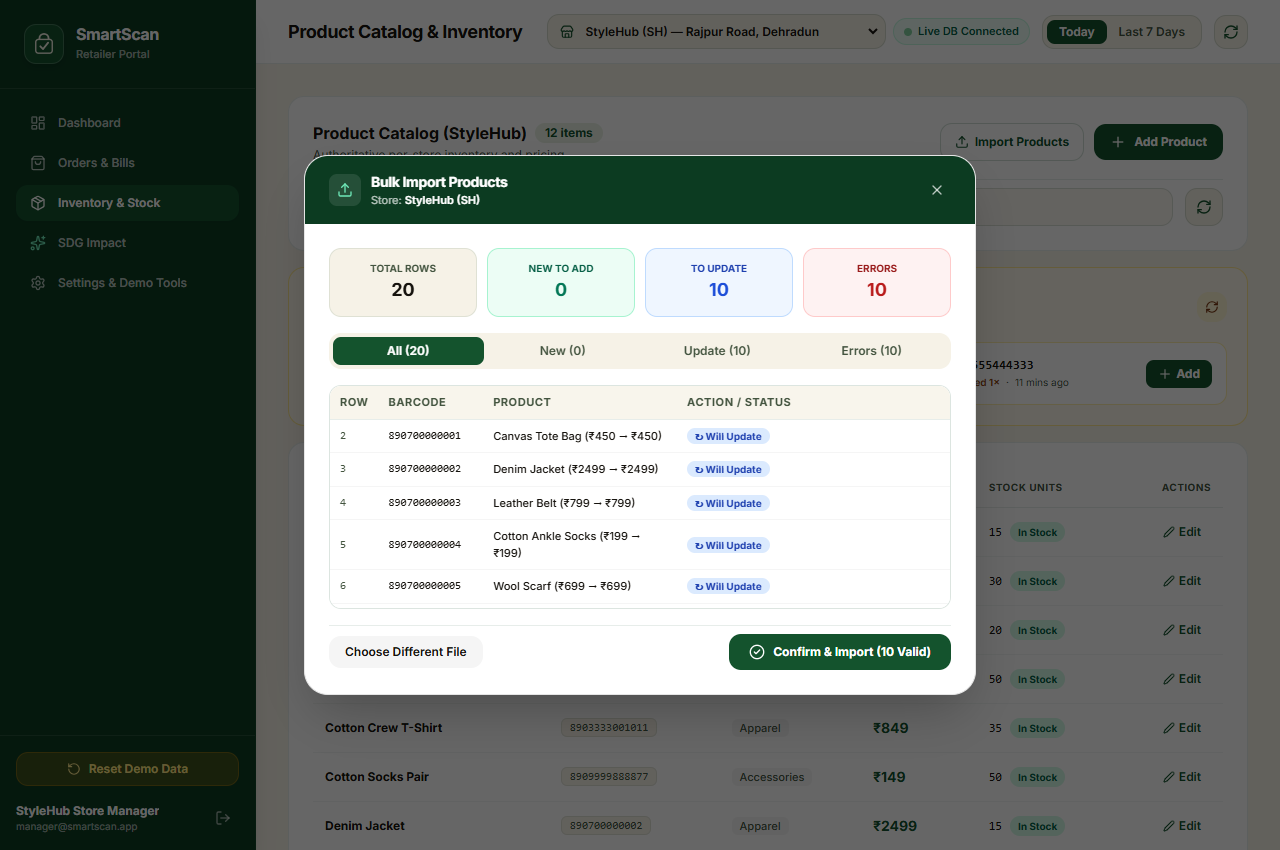 SmartScan
Retailer Portal
Dashboard
Orders & Bills
Inventory & Stock
SDG Impact
Settings & Demo Tools
Reset Demo Data
StyleHub Store Manager
manager@smartscan.app
Product Catalog & Inventory
StyleHub (SH) — Rajpur Road, Dehradun
Live DB Connected
Today
Last 7 Days
Product Catalog (StyleHub)
12 items
Authoritative per-store inventory and pricing
Import Products
Add Product
Bulk Import Products
Store: StyleHub (SH)
TOTAL ROWS
20
NEW TO ADD
0
TO UPDATE
10
ERRORS
10
All (20)
New (0)
Update (10)
Errors (10)
ROW BARCODE PRODUCT ACTION / STATUS
2 890700000001 Canvas Tote Bag (₹450 → ₹450) ↻ Will Update
3 890700000002 Denim Jacket (₹2499 → ₹2499) ↻ Will Update
4 890700000003 Leather Belt (₹799 → ₹799) ↻ Will Update
5 890700000004 Cotton Ankle Socks (₹199 →
₹199) ↻ Will Update
6 890700000005 Wool Scarf (₹699 → ₹699) ↻ Will Update
Choose Different File
Confirm & Import (10 Valid)
55444333
ed 1× · 11 mins ago
Add
STOCK UNITS ACTIONS
15 In Stock Edit
30 In Stock Edit
20 In Stock Edit
50 In Stock Edit
Cotton Crew T-Shirt 8903333001011 Apparel ₹849 35 In Stock Edit
Cotton Socks Pair 8909999888877 Accessories ₹149 50 In Stock Edit
Denim Jacket 890700000002 Apparel ₹2499 15 In Stock Edit